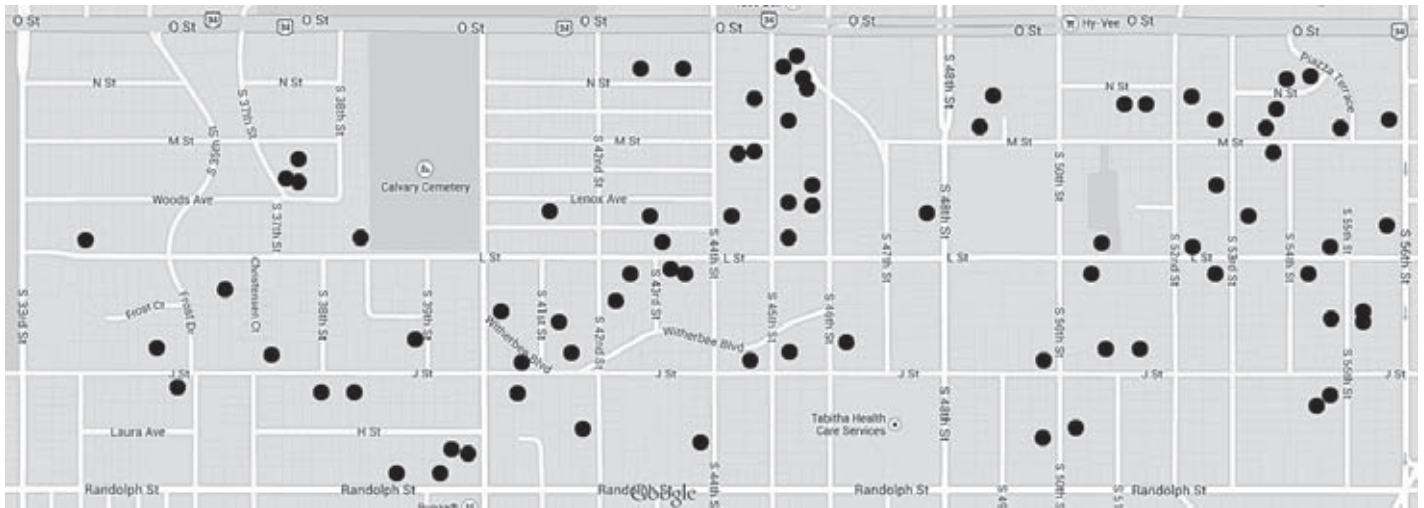 O St
O St
O St
O St
O St
O St
O St
O St
O St
O St
34
34
34
34
34
Hy-Vee
N St
N St
N St
N St
N St
Piazza Terrace
S 35th St
S 37th St
S 38th St
S 48th St
M St
M St
M St
M St
S 42nd St
S 50th St
Calvary Cemetery
Woods Ave
Lenox Ave
S 37th St
S 44th St
S 47th St
S 48th St
S 52nd St
S 53rd St
S 54th St
S 55th St
S 56th St
L St
L St
L St
S 33rd St
Frost Ct
Frost Dr
Christensen Ct
S 38th St
S 39th St
S 41st St
S 43rd St
S 42nd St
S 45th St
S 46th St
S 50th St
S 55th St
Witherbee Blvd
Witherbee Blvd
J St
J St
J St
J St
J St
Laura Ave
H St
Tabitha Health
Care Services
S 48th St
S 44th St
S 50th St
Randolph St
Randolph St
Randolph St
Randolph St
Randolph St
Google